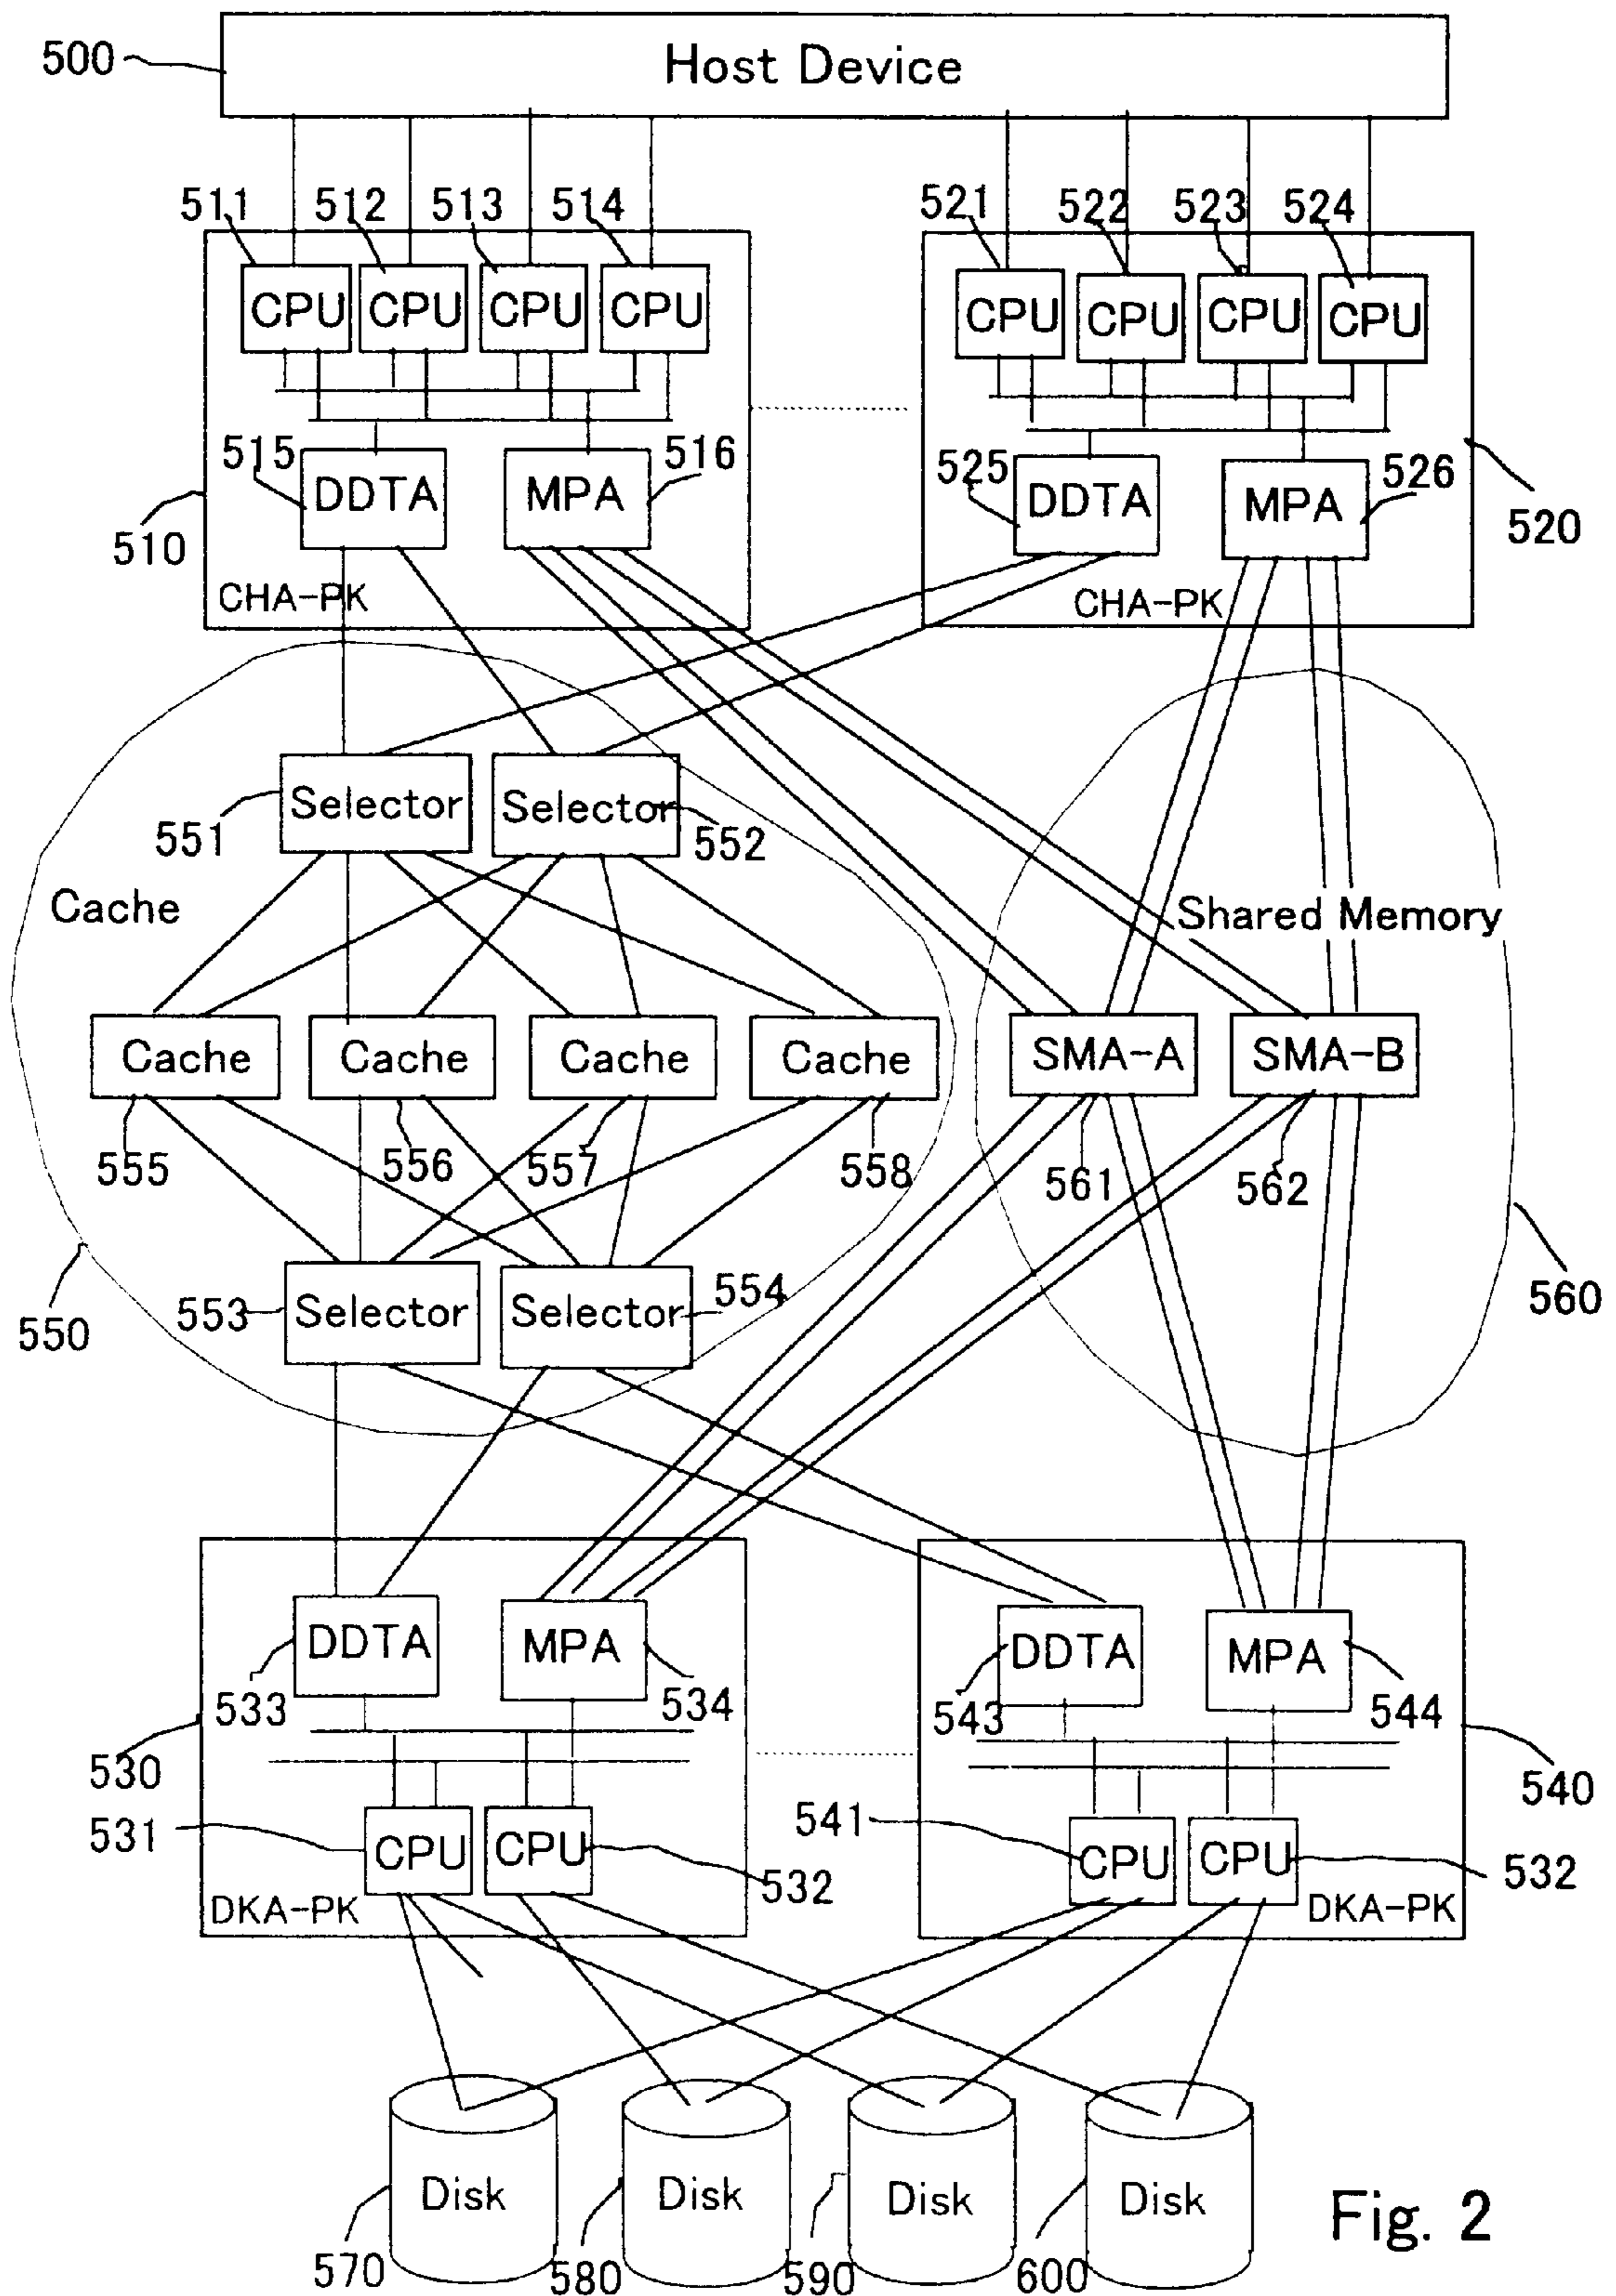 500
Host Device
511
512
513
514
521
522
523
524
CPU
CPU
CPU
CPU
CPU
CPU
CPU
CPU
515
DDTA
MPA
516
525
DDTA
MPA
526
510
520
CHA-PK
CHA-PK
Selector
Selector
551
552
Cache
Shared Memory
Cache
Cache
Cache
Cache
SMA-A
SMA-B
555
556
557
558
561
562
550
553
Selector
Selector
554
560
DDTA
MPA
DDTA
MPA
533
534
543
544
530
540
531
CPU
CPU
532
541
CPU
CPU
532
DKA-PK
DKA-PK
Disk
Disk
Disk
Disk
570
580
590
600
Fig. 2